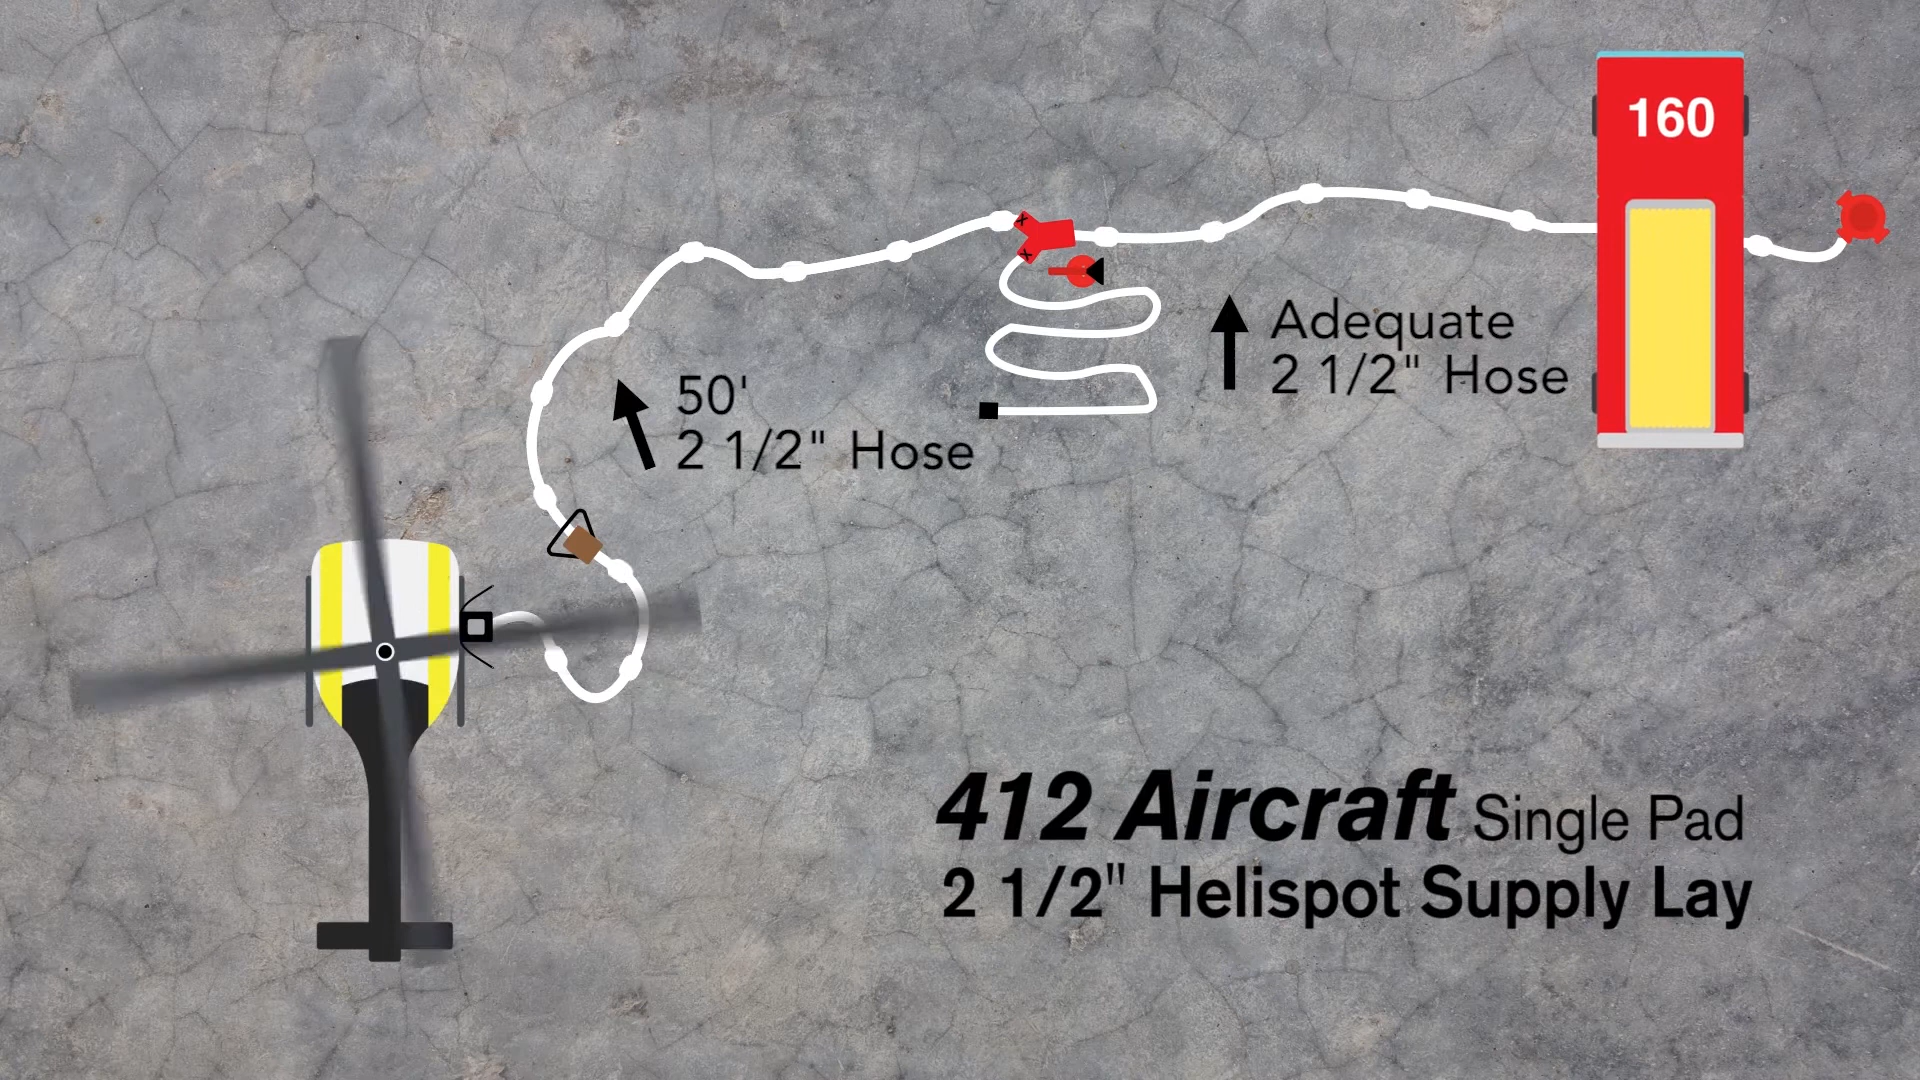 160
Adequate
2 1/2" Hose
50'
2 1/2" Hose
412 Aircraft Single Pad
2 1/2" Helispot Supply Lay